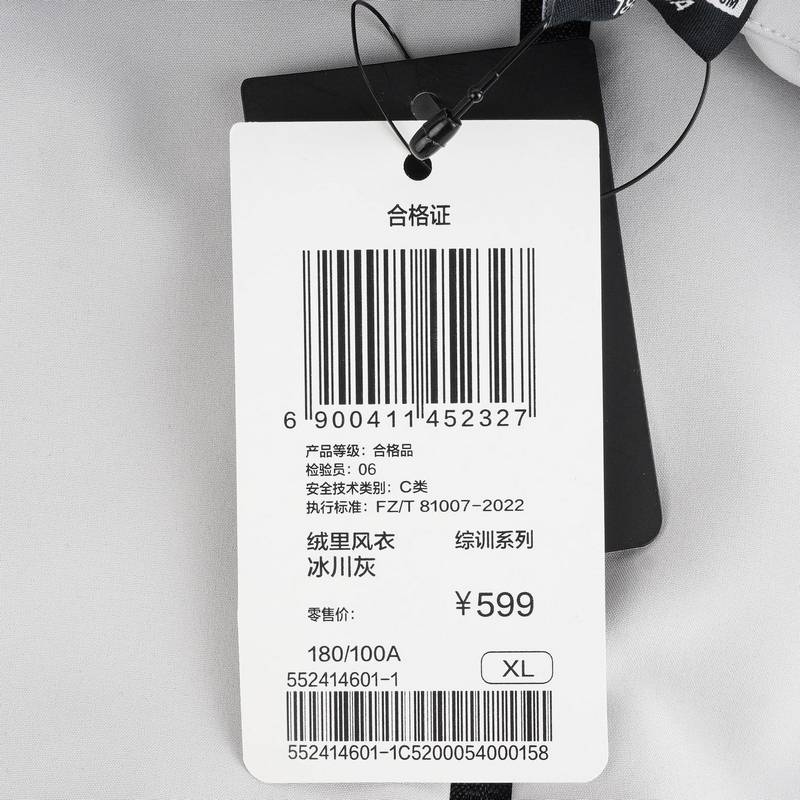 合格证
6 900411 452327
产品等级：合格品
检验员：06
安全技术类别：C类
执行标准：FZ/T 81007-2022
绒里风衣 综训系列
冰川灰
零售价： ¥599
180/100A XL
552414601-1
552414601-1C5200054000158